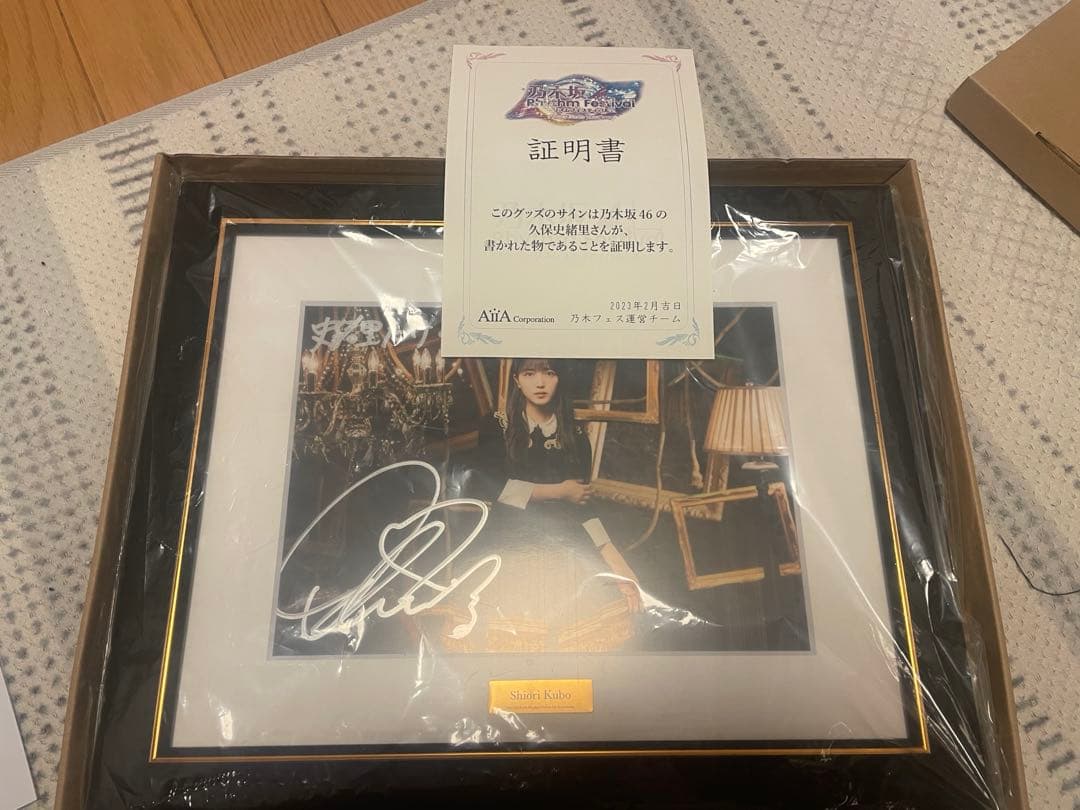 乃木坂46
Rhythm Festival
証明書
このグッズのサインは乃木坂46の
久保史緒里さんが、
書かれた物であることを証明します。
2023年2月吉日
AiiA Corporation
乃木フェス運営チーム
Shiori Kubo